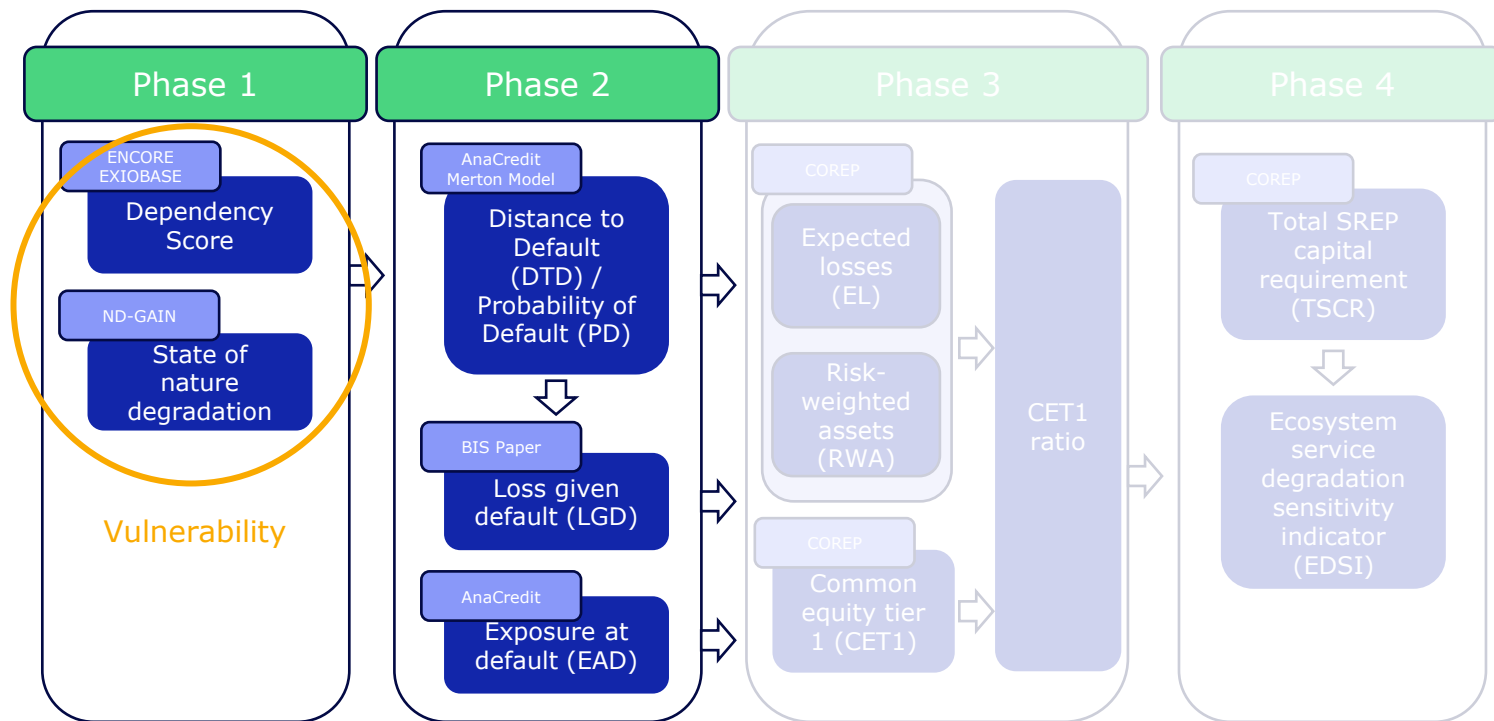 Phase 1
ENCORE
EXIOBASE
Dependency
Score
ND-GAIN
State of
nature
degradation
Vulnerability
Phase 2
AnaCredit
Merton Model
Distance to
Default
(DTD) /
Probability of
Default (PD)
BIS Paper
Loss given
default (LGD)
AnaCredit
Exposure at
default (EAD)
Phase 3
COREP
Expected
losses
(EL)
Risk-
weighted
assets
(RWA)
COREP
Common
equity tier
1 (CET1)
CET1
ratio
Phase 4
COREP
Total SREP
capital
requirement
(TSCR)
Ecosystem
service
degradation
sensitivity
indicator
(EDSI)